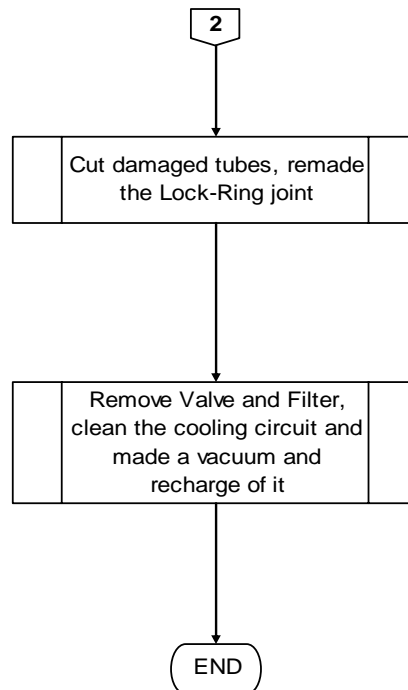 2
Cut damaged tubes, remade
the Lock-Ring joint
Remove Valve and Filter,
clean the cooling circuit and
made a vacuum and
recharge of it
END